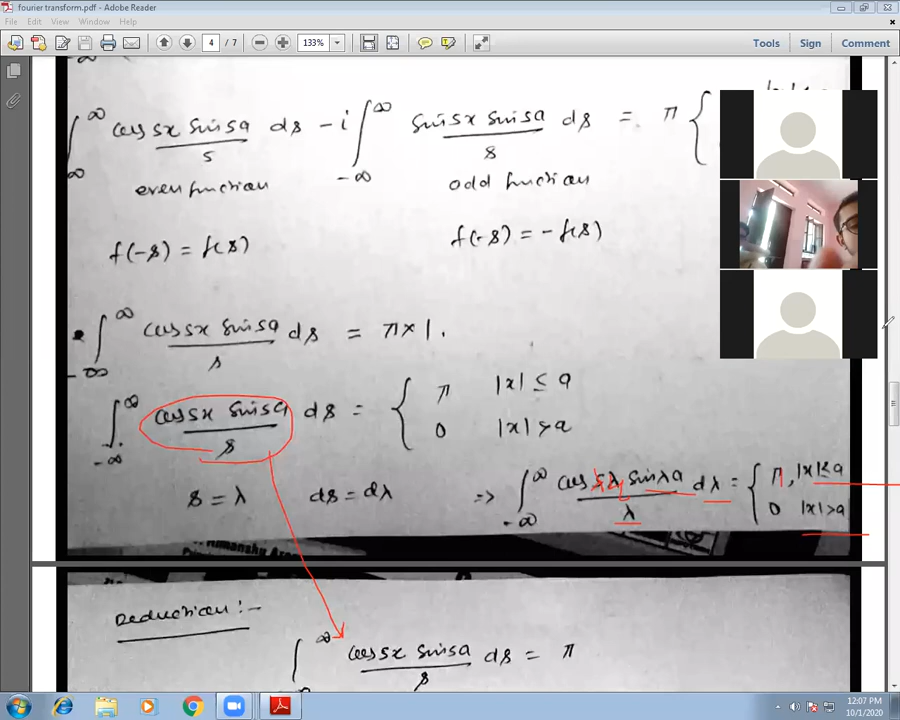 fourier transform.pdf - Adobe Reader
File Edit View Window Help
4 / 7 133% Tools Sign Comment
∫_{-∞}^{∞} cos sx sin sa / s ds - i ∫_{-∞}^{∞} sin sx sin sa / s ds = π {
even function odd function
f(-s) = f(s) f(-s) = -f(s)
∫_{-∞}^{∞} cos sx sin sa / s ds = π × 1.
∫_{-∞}^{∞} cos sx sin sa / s ds = { π |x| ≤ a
0 |x| > a
s = λ ds = dλ ⇒ ∫_{-∞}^{∞} cos λx sin λa / λ dλ = { π, |x| ≤ a
0 |x| > a
Deduction :-
∫^{∞} cos sx sin sa / s ds = π
12:07 PM
10/1/2020